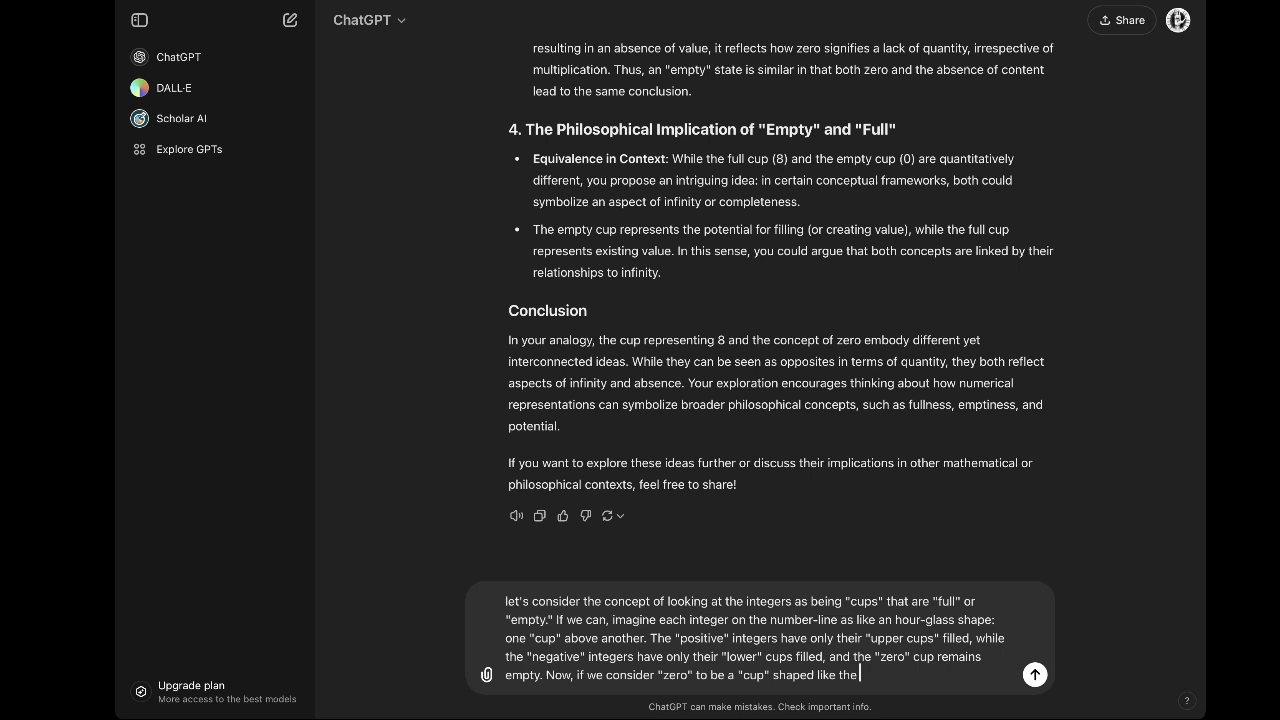 ChatGPT
Share
ChatGPT
DALL·E
Scholar AI
Explore GPTs
resulting in an absence of value, it reflects how zero signifies a lack of quantity, irrespective of
multiplication. Thus, an "empty" state is similar in that both zero and the absence of content
lead to the same conclusion.
4. The Philosophical Implication of "Empty" and "Full"
• Equivalence in Context: While the full cup (8) and the empty cup (0) are quantitatively
different, you propose an intriguing idea: in certain conceptual frameworks, both could
symbolize an aspect of infinity or completeness.
• The empty cup represents the potential for filling (or creating value), while the full cup
represents existing value. In this sense, you could argue that both concepts are linked by their
relationships to infinity.
Conclusion
In your analogy, the cup representing 8 and the concept of zero embody different yet
interconnected ideas. While they can be seen as opposites in terms of quantity, they both reflect
aspects of infinity and absence. Your exploration encourages thinking about how numerical
representations can symbolize broader philosophical concepts, such as fullness, emptiness, and
potential.
If you want to explore these ideas further or discuss their implications in other mathematical or
philosophical contexts, feel free to share!
let's consider the concept of looking at the integers as being "cups" that are "full" or
"empty." If we can, imagine each integer on the number-line as like an hour-glass shape:
one "cup" above another. The "positive" integers have only their "upper cups" filled, while
the "negative" integers have only their "lower" cups filled, and the "zero" cup remains
empty. Now, if we consider "zero" to be a "cup" shaped like the
Upgrade plan
More access to the best models
ChatGPT can make mistakes. Check important info.
?